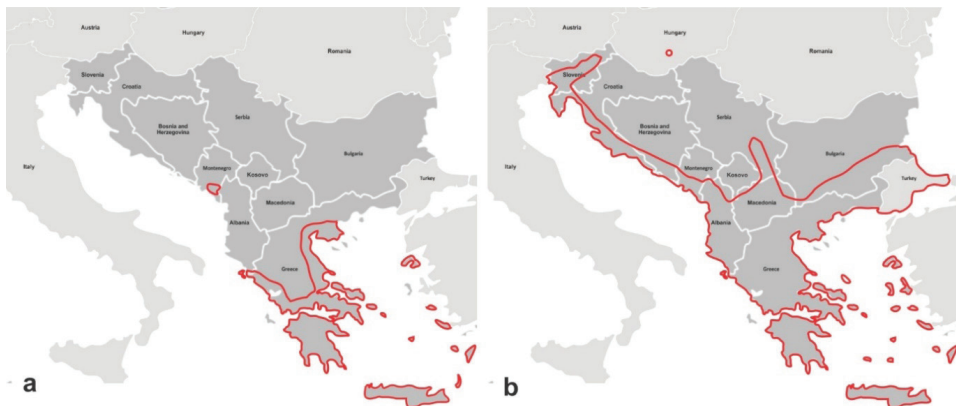 Austria
Hungary
Romania
Slovenia
Croatia
Bosnia and
Herzegovina
Serbia
Italy
Montenegro
Kosovo
Bulgaria
Macedonia
Albania
Turkey
Greece
a
Austria
Hungary
Romania
Slovenia
Croatia
Bosnia and
Herzegovina
Serbia
Italy
Montenegro
Kosovo
Bulgaria
Macedonia
Albania
Turkey
Greece
b